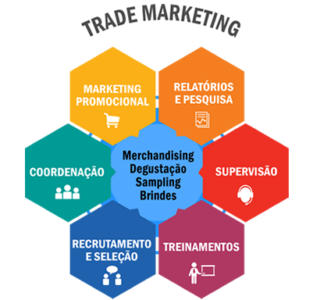 TRADE MARKETING
MARKETING
PROMOCIONAL
RELATÓRIOS
E PESQUISA
COORDENAÇÃO
Merchandising
Degustação
Sampling
Brindes
SUPERVISÃO
RECRUTAMENTO
E SELEÇÃO
TREINAMENTOS